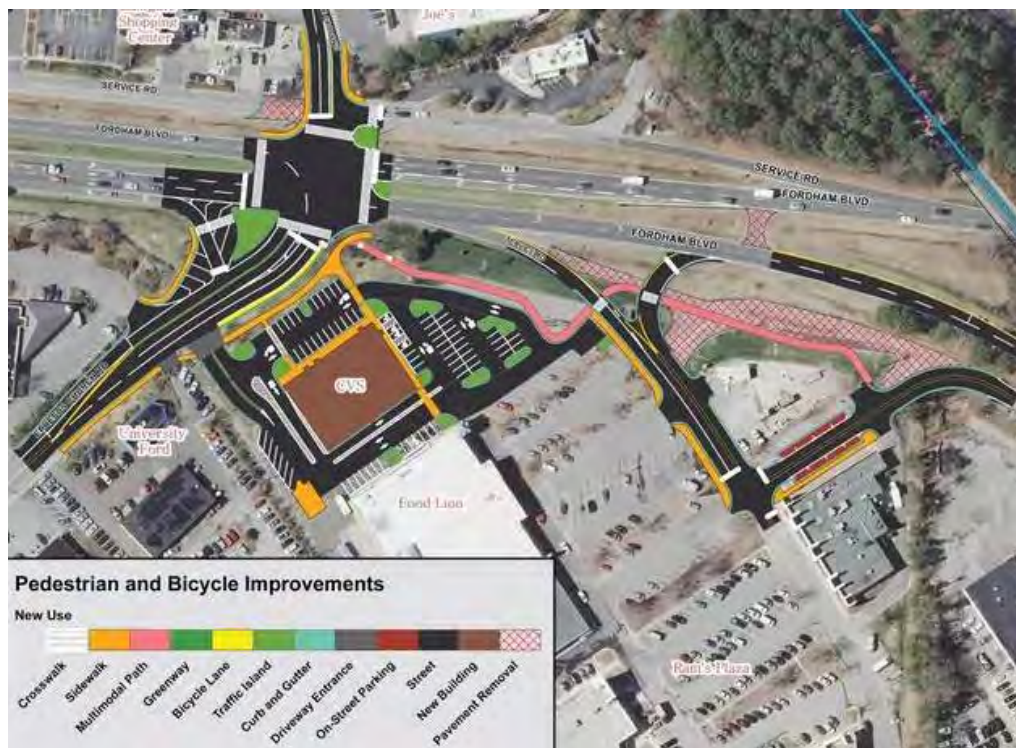 Shopping
Center
Joe's
SERVICE RD
FORDHAM BLVD
SERVICE RD
FORDHAM BLVD
FORDHAM BLVD
CVS
University
Ford
Food Lion
Ram's Plaza
Pedestrian and Bicycle Improvements
New Use
Crosswalk
Sidewalk
Multimodal Path
Greenway
Bicycle Lane
Traffic Island
Curb and Gutter
Driveway Entrance
On-Street Parking
Street
New Building
Pavement Removal